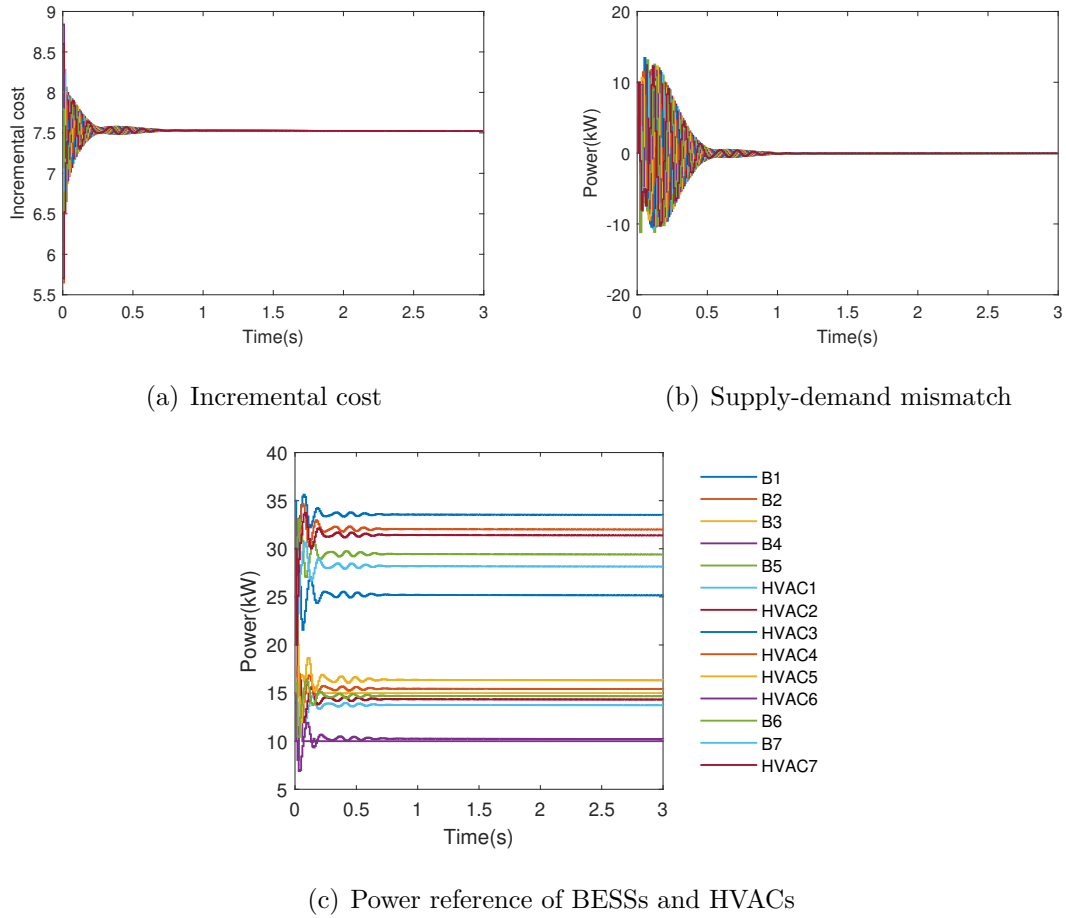 9
8.5
8
7.5
7
6.5
6
5.5
Incremental cost
0 0.5 1 1.5 2 2.5 3
Time(s)
20
10
0
-10
-20
Power(kW)
0 0.5 1 1.5 2 2.5 3
Time(s)
(a) Incremental cost
(b) Supply-demand mismatch
40
35
30
25
20
15
10
5
Power(kW)
0 0.5 1 1.5 2 2.5 3
Time(s)
B1
B2
B3
B4
B5
HVAC1
HVAC2
HVAC3
HVAC4
HVAC5
HVAC6
B6
B7
HVAC7
(c) Power reference of BESSs and HVACs